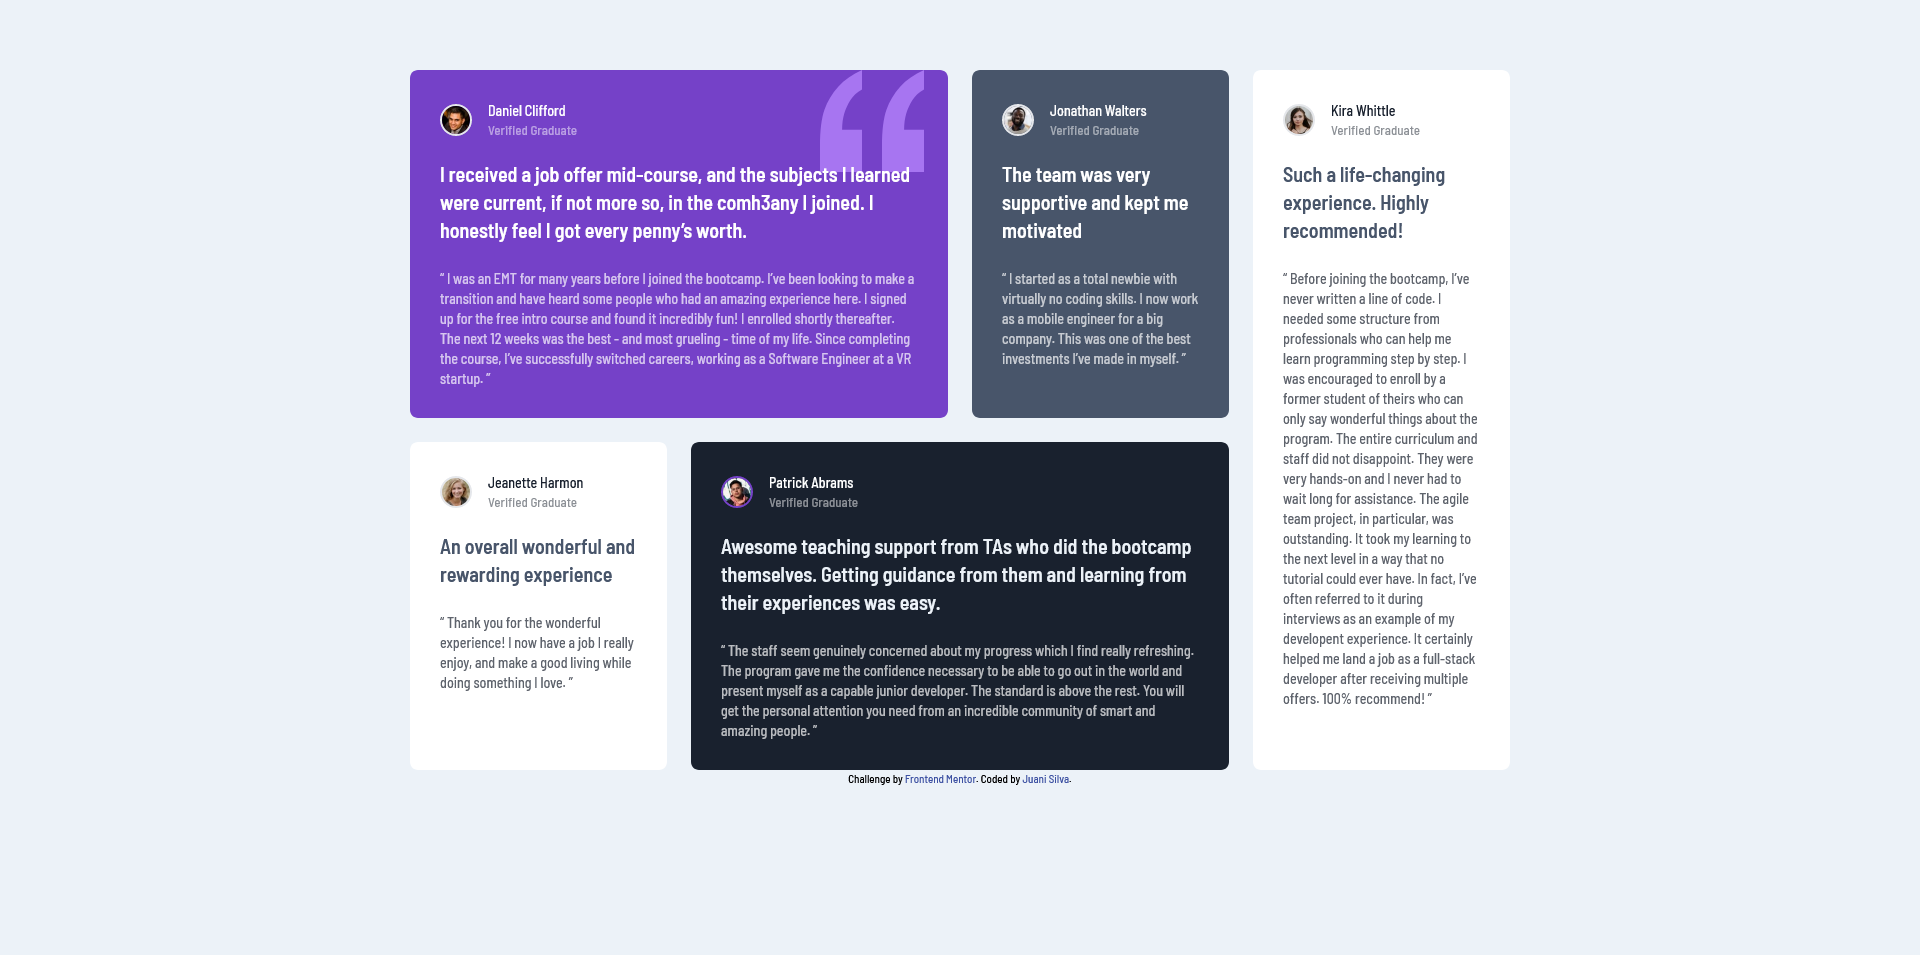 Daniel Clifford
Verified Graduate
I received a job offer mid-course, and the subjects I learned
were current, if not more so, in the comh3any I joined. I
honestly feel I got every penny’s worth.
“ I was an EMT for many years before I joined the bootcamp. I’ve been looking to make a
transition and have heard some people who had an amazing experience here. I signed
up for the free intro course and found it incredibly fun! I enrolled shortly thereafter.
The next 12 weeks was the best - and most grueling - time of my life. Since completing
the course, I’ve successfully switched careers, working as a Software Engineer at a VR
startup. ”
Jonathan Walters
Verified Graduate
The team was very
supportive and kept me
motivated
“ I started as a total newbie with
virtually no coding skills. I now work
as a mobile engineer for a big
company. This was one of the best
investments I’ve made in myself. ”
Kira Whittle
Verified Graduate
Such a life-changing
experience. Highly
recommended!
“ Before joining the bootcamp, I’ve
never written a line of code. I
needed some structure from
professionals who can help me
learn programming step by step. I
was encouraged to enroll by a
former student of theirs who can
only say wonderful things about the
program. The entire curriculum and
staff did not disappoint. They were
very hands-on and I never had to
wait long for assistance. The agile
team project, in particular, was
outstanding. It took my learning to
the next level in a way that no
tutorial could ever have. In fact, I’ve
often referred to it during
interviews as an example of my
developent experience. It certainly
helped me land a job as a full-stack
developer after receiving multiple
offers. 100% recommend! ”
Jeanette Harmon
Verified Graduate
An overall wonderful and
rewarding experience
“ Thank you for the wonderful
experience! I now have a job I really
enjoy, and make a good living while
doing something I love. ”
Patrick Abrams
Verified Graduate
Awesome teaching support from TAs who did the bootcamp
themselves. Getting guidance from them and learning from
their experiences was easy.
“ The staff seem genuinely concerned about my progress which I find really refreshing.
The program gave me the confidence necessary to be able to go out in the world and
present myself as a capable junior developer. The standard is above the rest. You will
get the personal attention you need from an incredible community of smart and
amazing people. ”
Challenge by Frontend Mentor. Coded by Juani Silva.